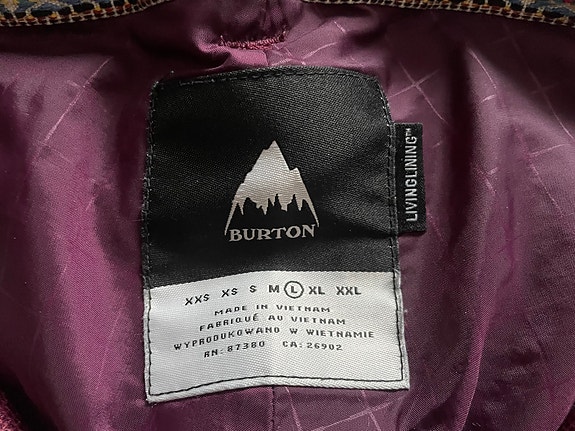 BURTON
LIVINGLINING™
XXS XS S M L XL XXL
MADE IN VIETNAM
FABRIQUÉ AU VIETNAM
WYPRODUKOWANO W WIETNAMIE
RN: 87380 CA: 26902